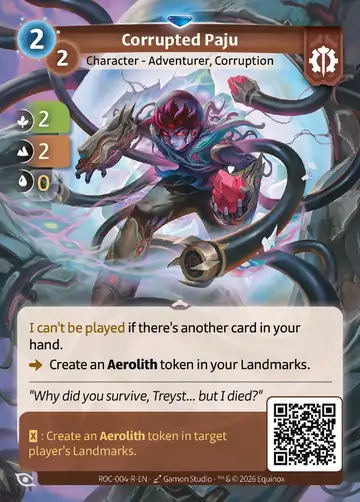 2
Corrupted Paju
2
Character - Adventurer, Corruption
2
2
0
I can't be played if there's another card in your
hand.
Create an Aerolith token in your Landmarks.
"Why did you survive, Treyst... but I died?"
X : Create an Aerolith token in target
player's Landmarks.
ROC-004-R-EN - Gamon Studio - ™ & © 2026 Equinox